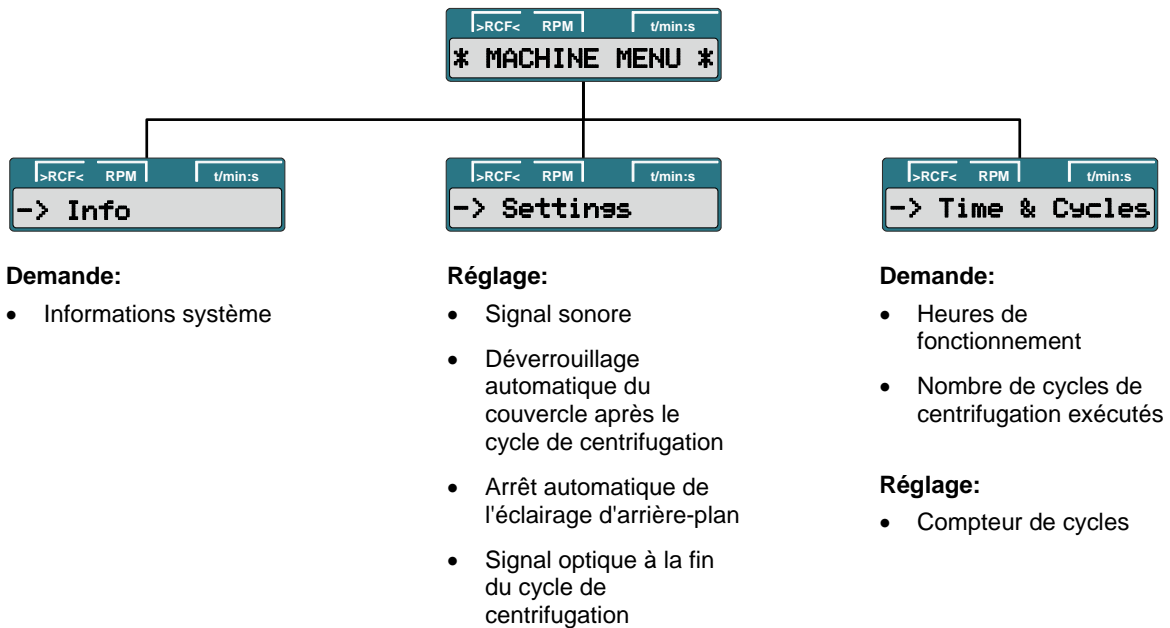 >RCF< RPM t/min:s
* MACHINE MENU *
>RCF< RPM t/min:s
-> Info
Demande:
• Informations système
>RCF< RPM t/min:s
-> Settings
Réglage:
• Signal sonore
• Déverrouillage
automatique du
couvercle après le
cycle de centrifugation
• Arrêt automatique de
l'éclairage d'arrière-plan
• Signal optique à la fin
du cycle de
centrifugation
>RCF< RPM t/min:s
-> Time & Cycles
Demande:
• Heures de
fonctionnement
• Nombre de cycles de
centrifugation exécutés
Réglage:
• Compteur de cycles